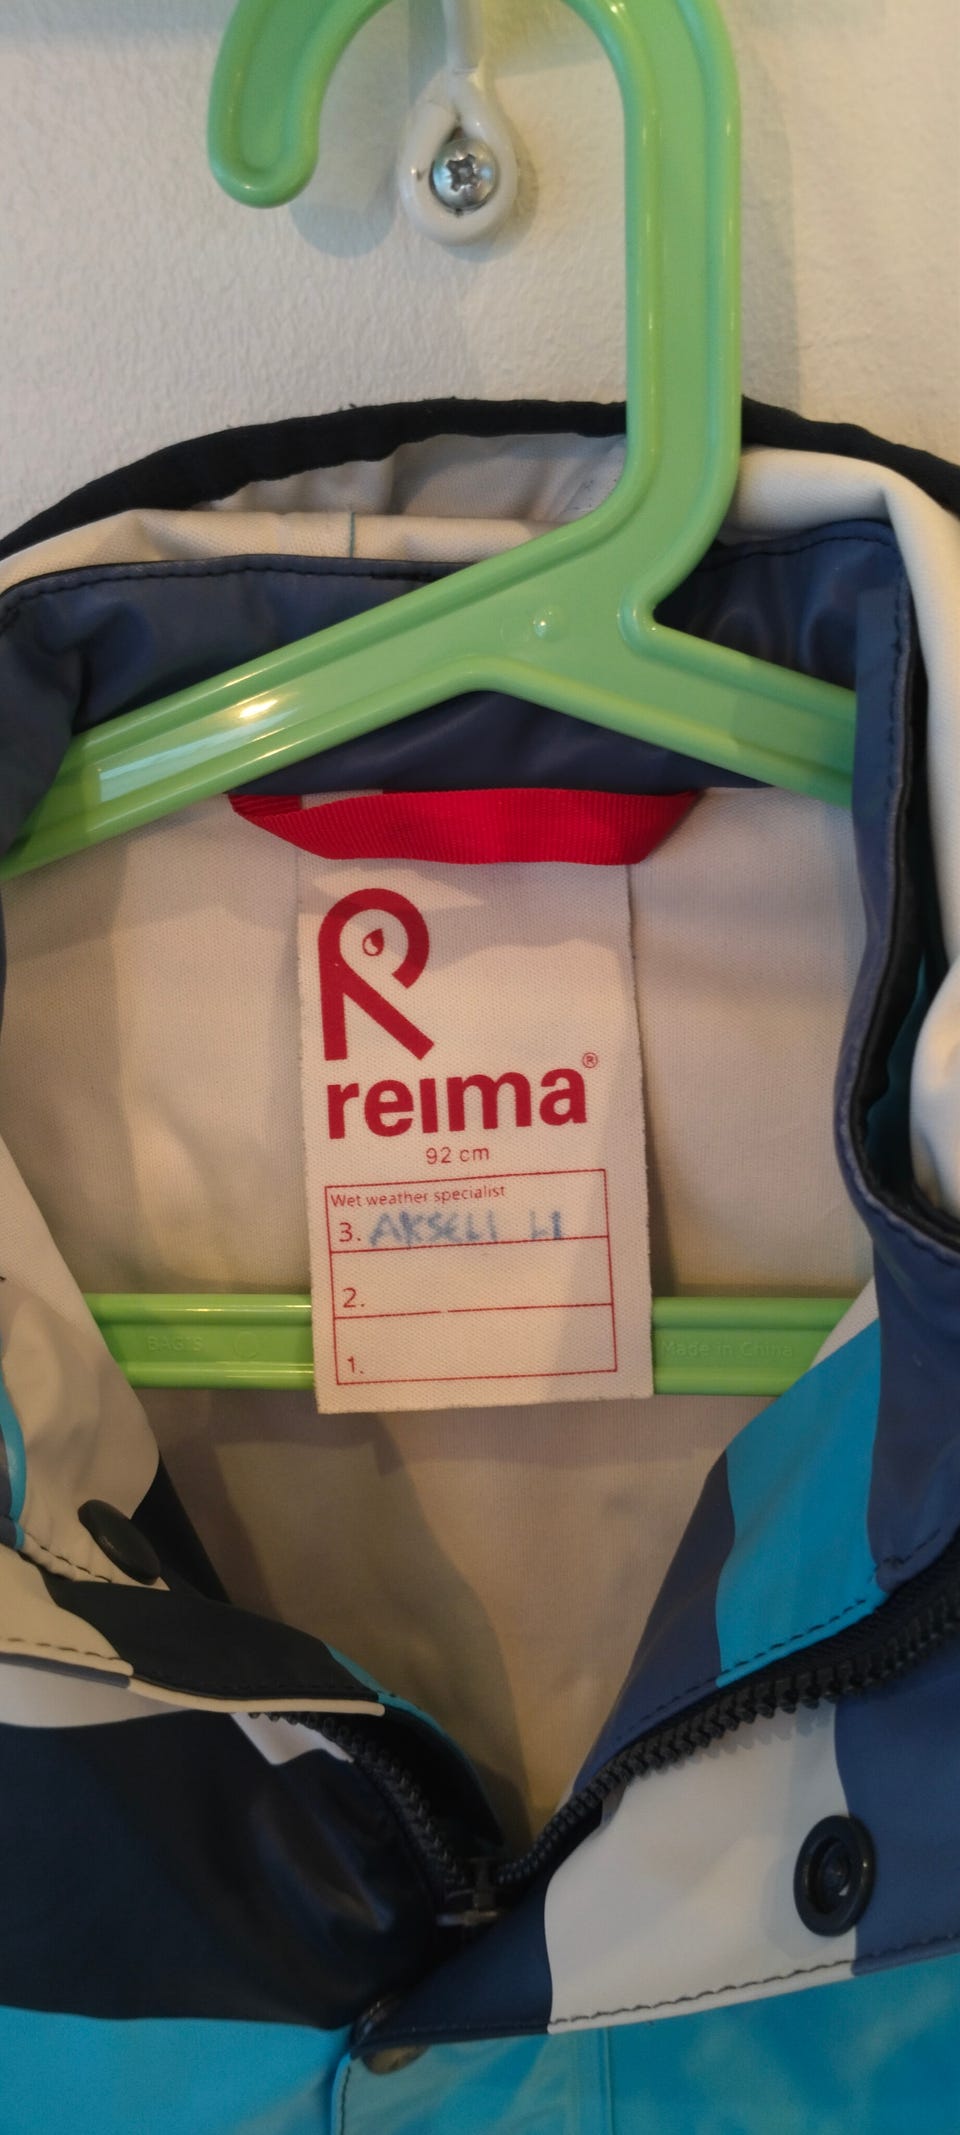 reima®
92 cm
Wet weather specialist
3. AKSELI
2.
1.
BAGIS
Made in China